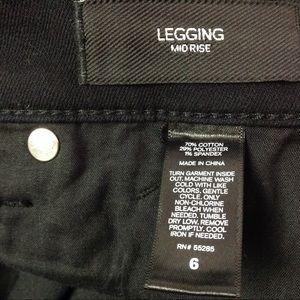 LEGGING
MID RISE
70% COTTON
29% POLYESTER
1% SPANDEX
MADE IN CHINA
TURN GARMENT INSIDE
OUT. MACHINE WASH
COLD WITH LIKE
COLORS. GENTLE
CYCLE. ONLY
NON-CHLORINE
BLEACH WHEN
NEEDED. TUMBLE
DRY LOW, REMOVE
PROMPTLY. COOL
IRON IF NEEDED.
RN# 55285
6